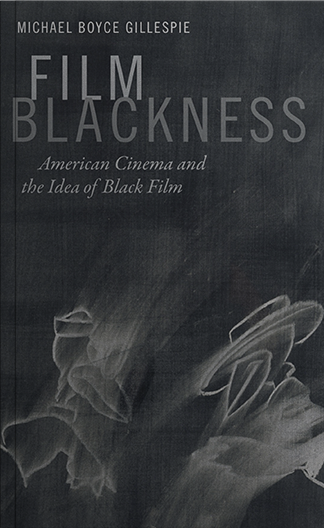 MICHAEL BOYCE GILLESPIE
FILM
BLACKNESS
American Cinema and
the Idea of Black Film